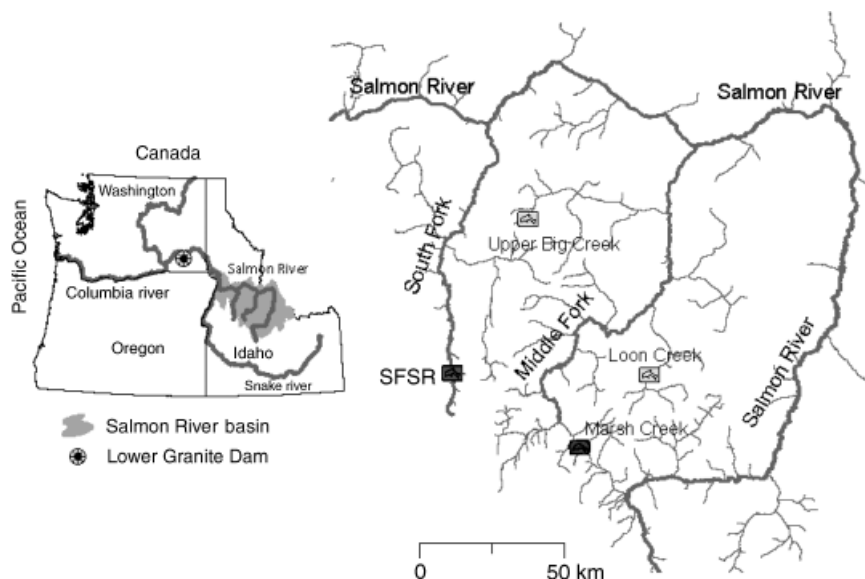 Canada
Washington
Pacific Ocean
Columbia river
Salmon River
Oregon
Idaho
Snake river
Salmon River basin
Lower Granite Dam
Salmon River
Salmon River
South Fork
Upper Big Creek
Middle Fork
Loon Creek
SFSR
Marsh Creek
Salmon River
0 50 km